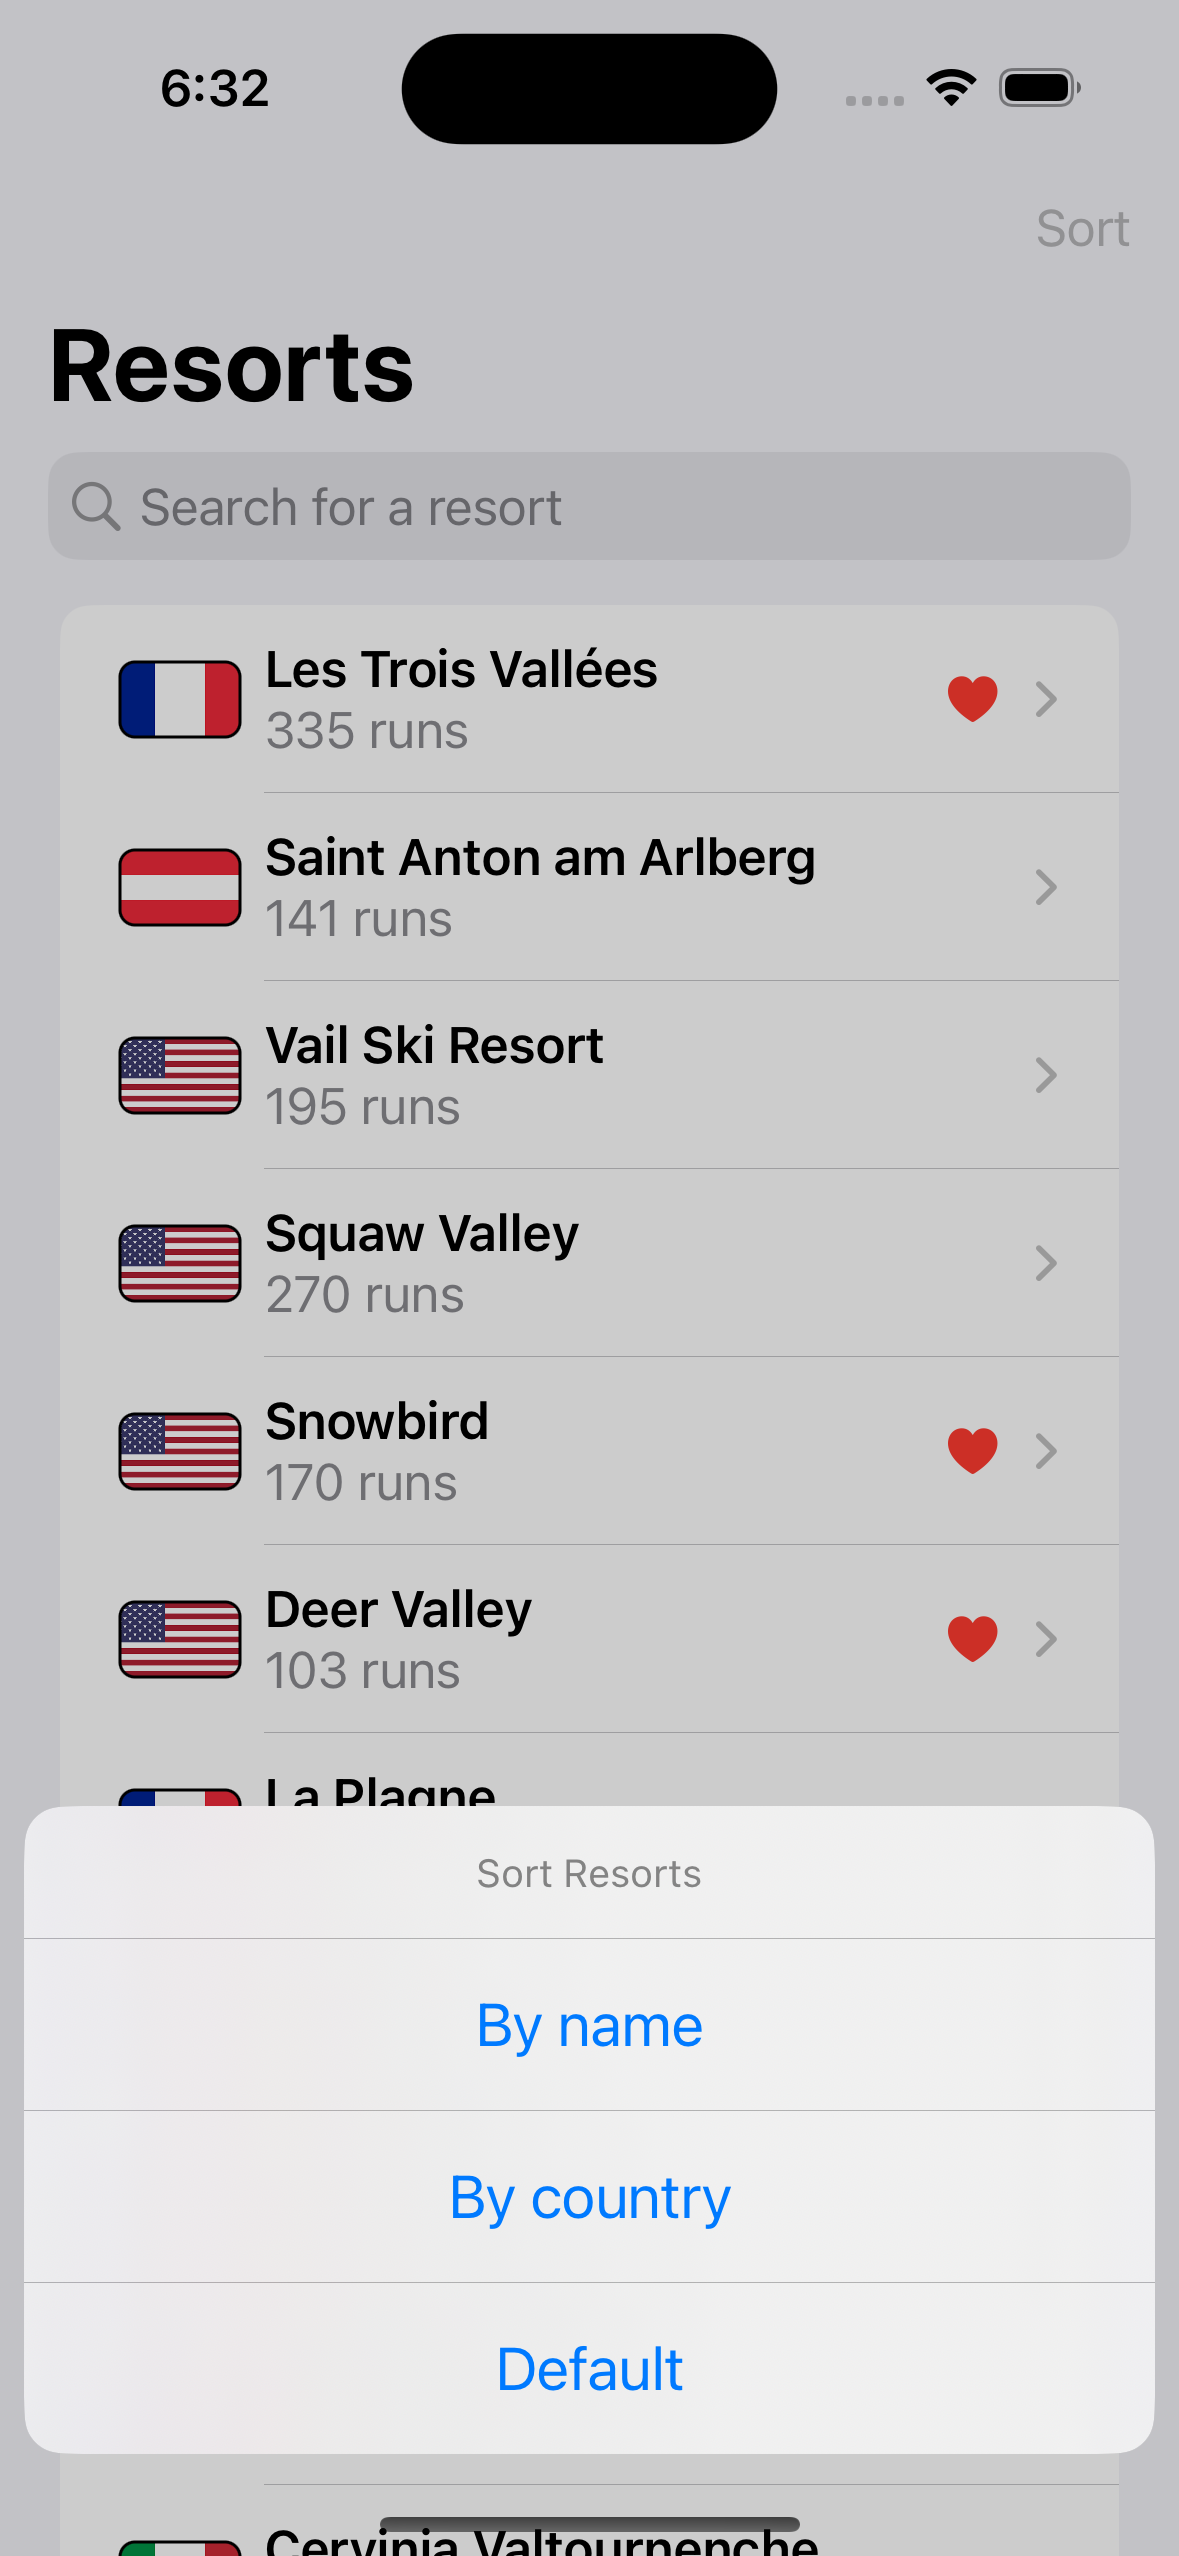 6:32
Sort
Resorts
Search for a resort
Les Trois Vallées
335 runs
Saint Anton am Arlberg
141 runs
Vail Ski Resort
195 runs
Squaw Valley
270 runs
Snowbird
170 runs
Deer Valley
103 runs
La Plagne
Sort Resorts
By name
By country
Default
Cervinia Valtournenche